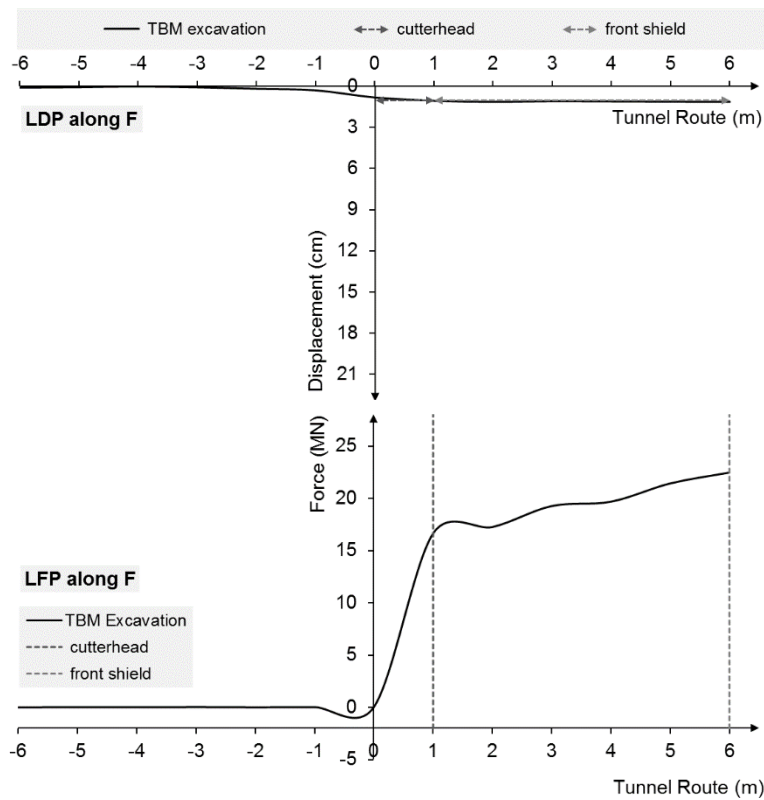 TBM excavation cutterhead front shield
-6 -5 -4 -3 -2 -1 0 1 2 3 4 5 6
0
LDP along F
Tunnel Route (m)
3
6
9
12
15
18
21
Displacement (cm)
Force (MN)
25
20
15
10
5
0
-5
LFP along F
TBM Excavation
cutterhead
front shield
-6 -5 -4 -3 -2 -1 0 1 2 3 4 5 6
Tunnel Route (m)